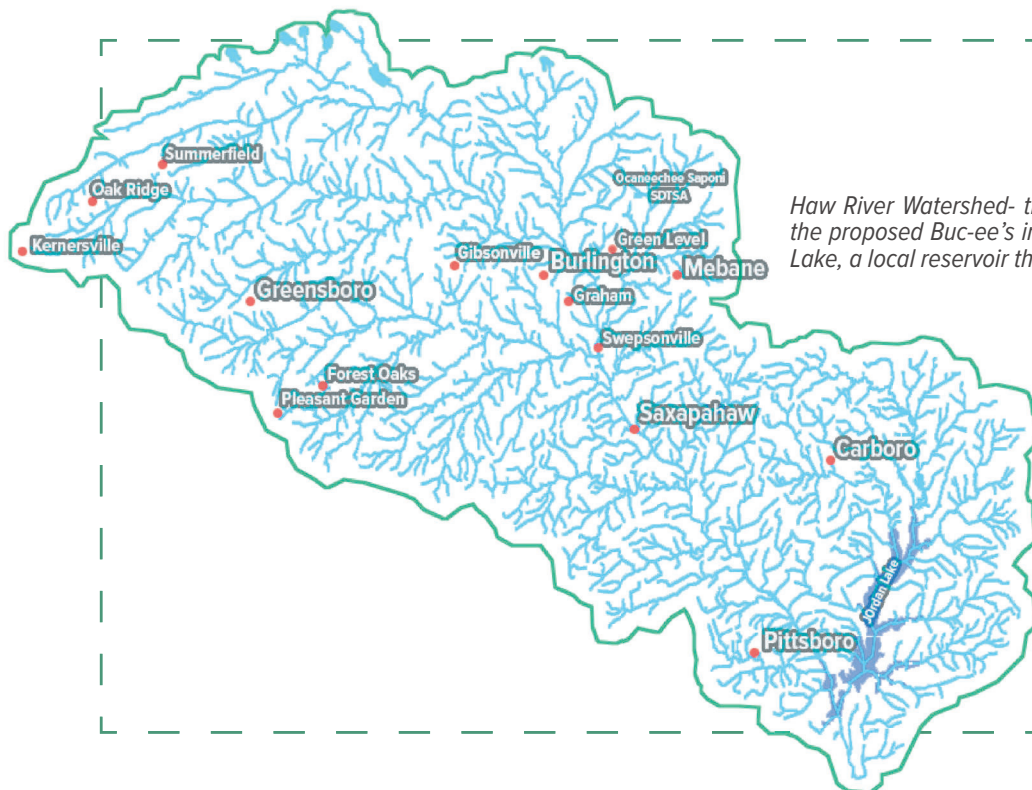 Summerfield
Ocaneechee Saponi
SDTSA
Oak Ridge
Haw River Watershed- t
the proposed Buc-ee's i
Lake, a local reservoir th
Kernersville
Green Level
Gibsonville
Burlington
Mebane
Greensboro
Graham
Swepsonville
Forest Oaks
Pleasant Garden
Saxapahaw
Carboro
Jordan Lake
Pittsboro